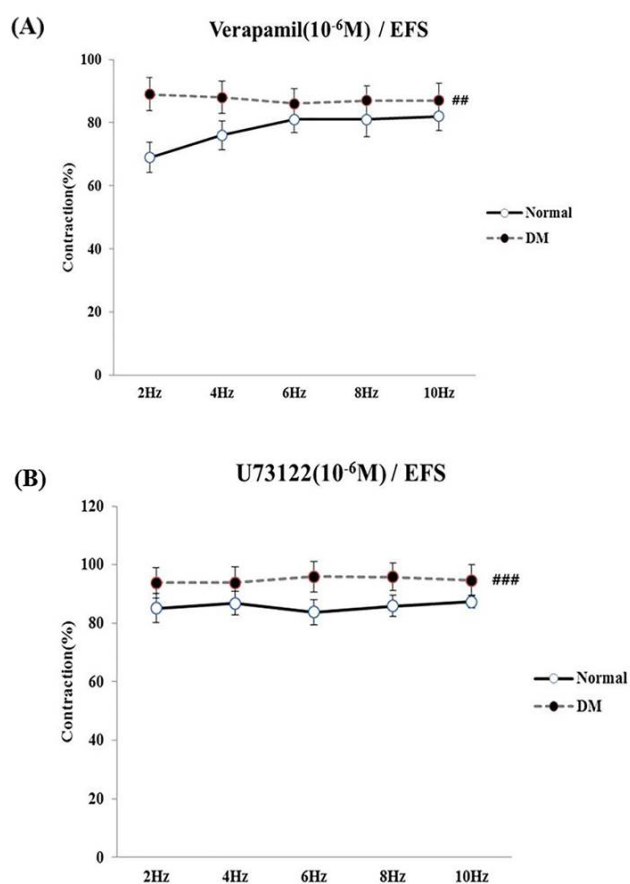 (A)
Verapamil(10⁻⁶M) / EFS
100
80
60
40
20
0
Contraction(%)
2Hz 4Hz 6Hz 8Hz 10Hz
##
Normal
DM
(B)
U73122(10⁻⁶M) / EFS
120
100
80
60
40
20
0
Contraction(%)
2Hz 4Hz 6Hz 8Hz 10Hz
###
Normal
DM